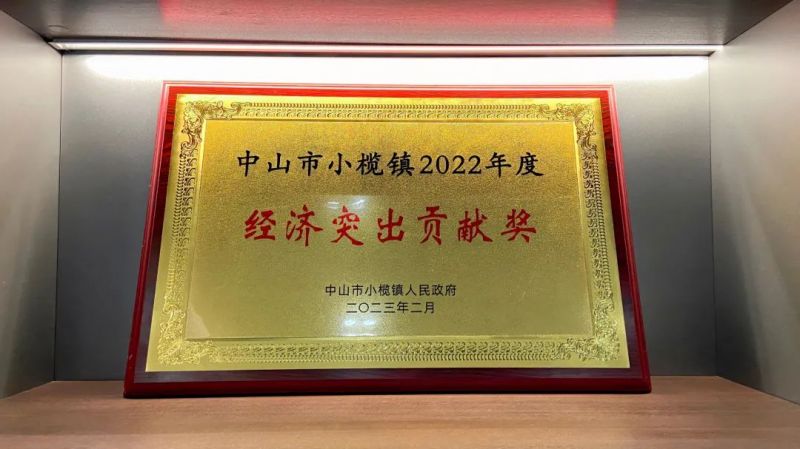 中山市小榄镇2022年度
经济突出贡献奖
中山市小榄镇人民政府
二〇二三年二月